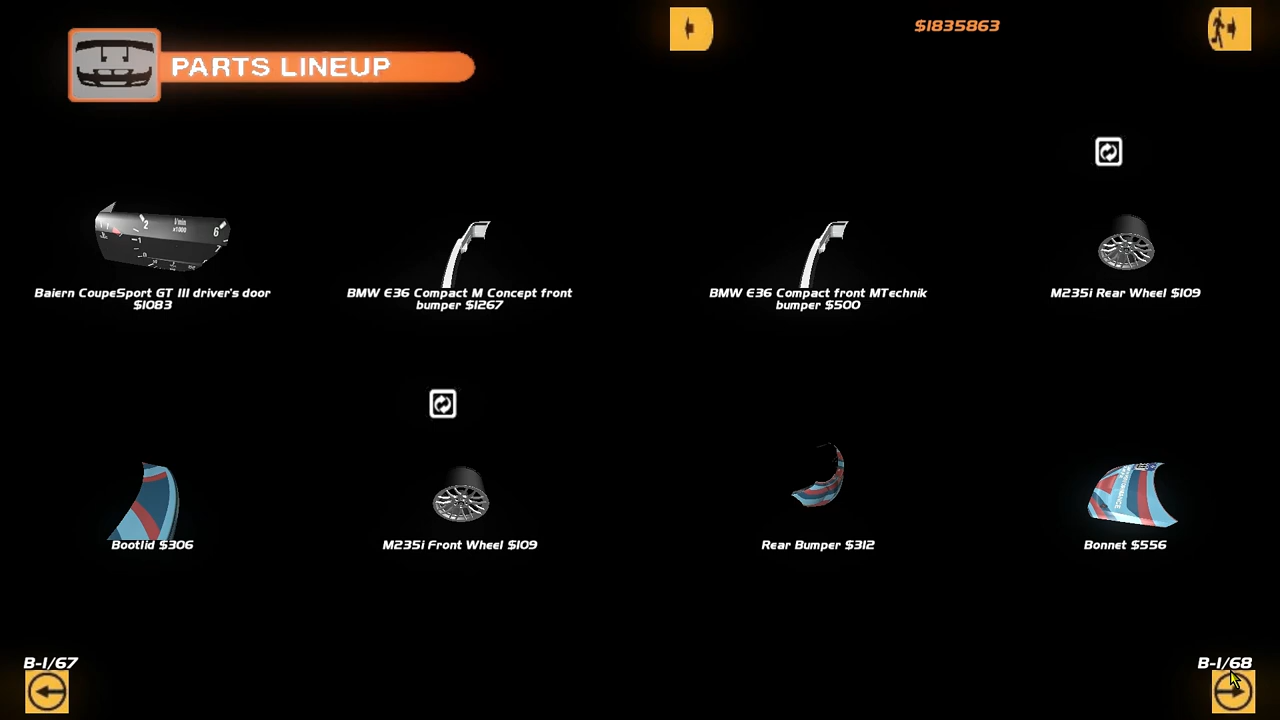 $1835863
PARTS LINEUP
Baiern CoupeSport GT III driver's door
$1083
BMW E36 Compact M Concept front
bumper $1267
BMW E36 Compact front MTechnik
bumper $500
M235i Rear Wheel $109
Bootlid $306
M235i Front Wheel $109
Rear Bumper $312
Bonnet $556
B-1/67
B-1/68